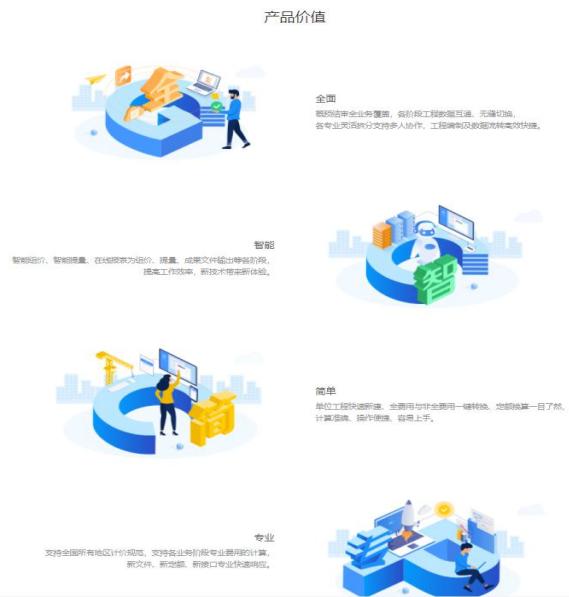 产品价值
全
全面
概预结审全业务覆盖，各阶段工程数据互通、无缝切换，
各专业灵活拆分支持多人协作、工程编制及数据流转高效快捷。
智能
智能组价、智能提量、在线报表为组价、提量、成果文件输出等各阶段，
提高工作效率，新技术带来新体验。
智
简单
单位工程快速新建、全费用与非全费用一键转换、定额换算一目了然，
计算准确、操作便捷、容易上手。
简
专业
支持全国所有地区计价规范、支持各业务阶段专业费用的计算，
新文件、新定额、新接口专业快速响应。
专